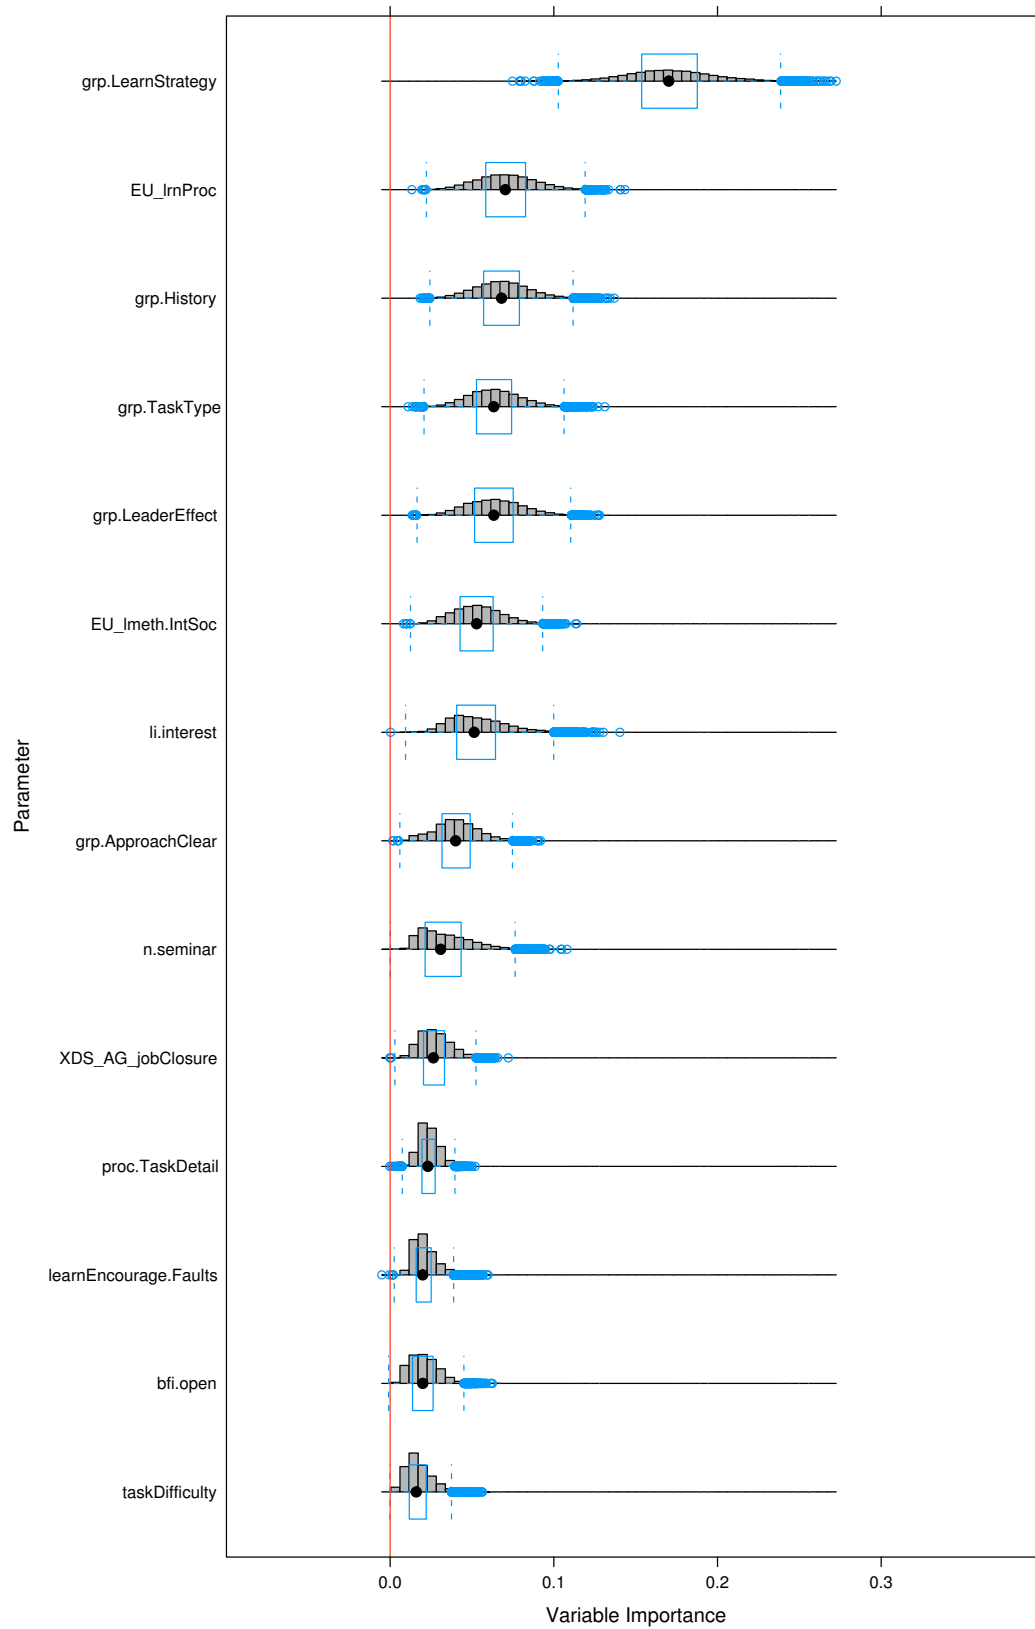 grp.LearnStrategy
EU_lrnProc
grp.History
grp.TaskType
grp.LeaderEffect
EU_lmeth.IntSoc
li.interest
grp.ApproachClear
n.seminar
XDS_AG_jobClosure
proc.TaskDetail
learnEncourage.Faults
bfi.open
taskDifficulty
Parameter
0.0 0.1 0.2 0.3
Variable Importance